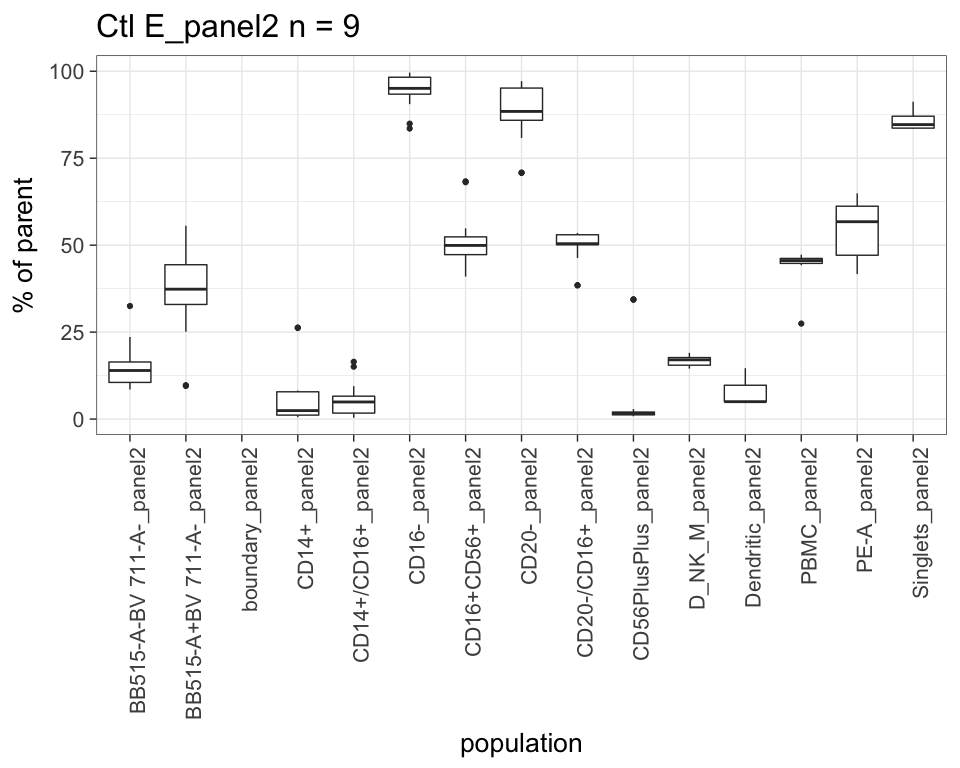 Ctl E_panel2 n = 9
% of parent
100
75
50
25
0
BB515-A-BV 711-A-_panel2
BB515-A+BV 711-A-_panel2
boundary_panel2
CD14+_panel2
CD14+/CD16+_panel2
CD16-_panel2
CD16+CD56+_panel2
CD20-_panel2
CD20-/CD16+_panel2
CD56PlusPlus_panel2
D_NK_M_panel2
Dendritic_panel2
PBMC_panel2
PE-A_panel2
Singlets_panel2
population